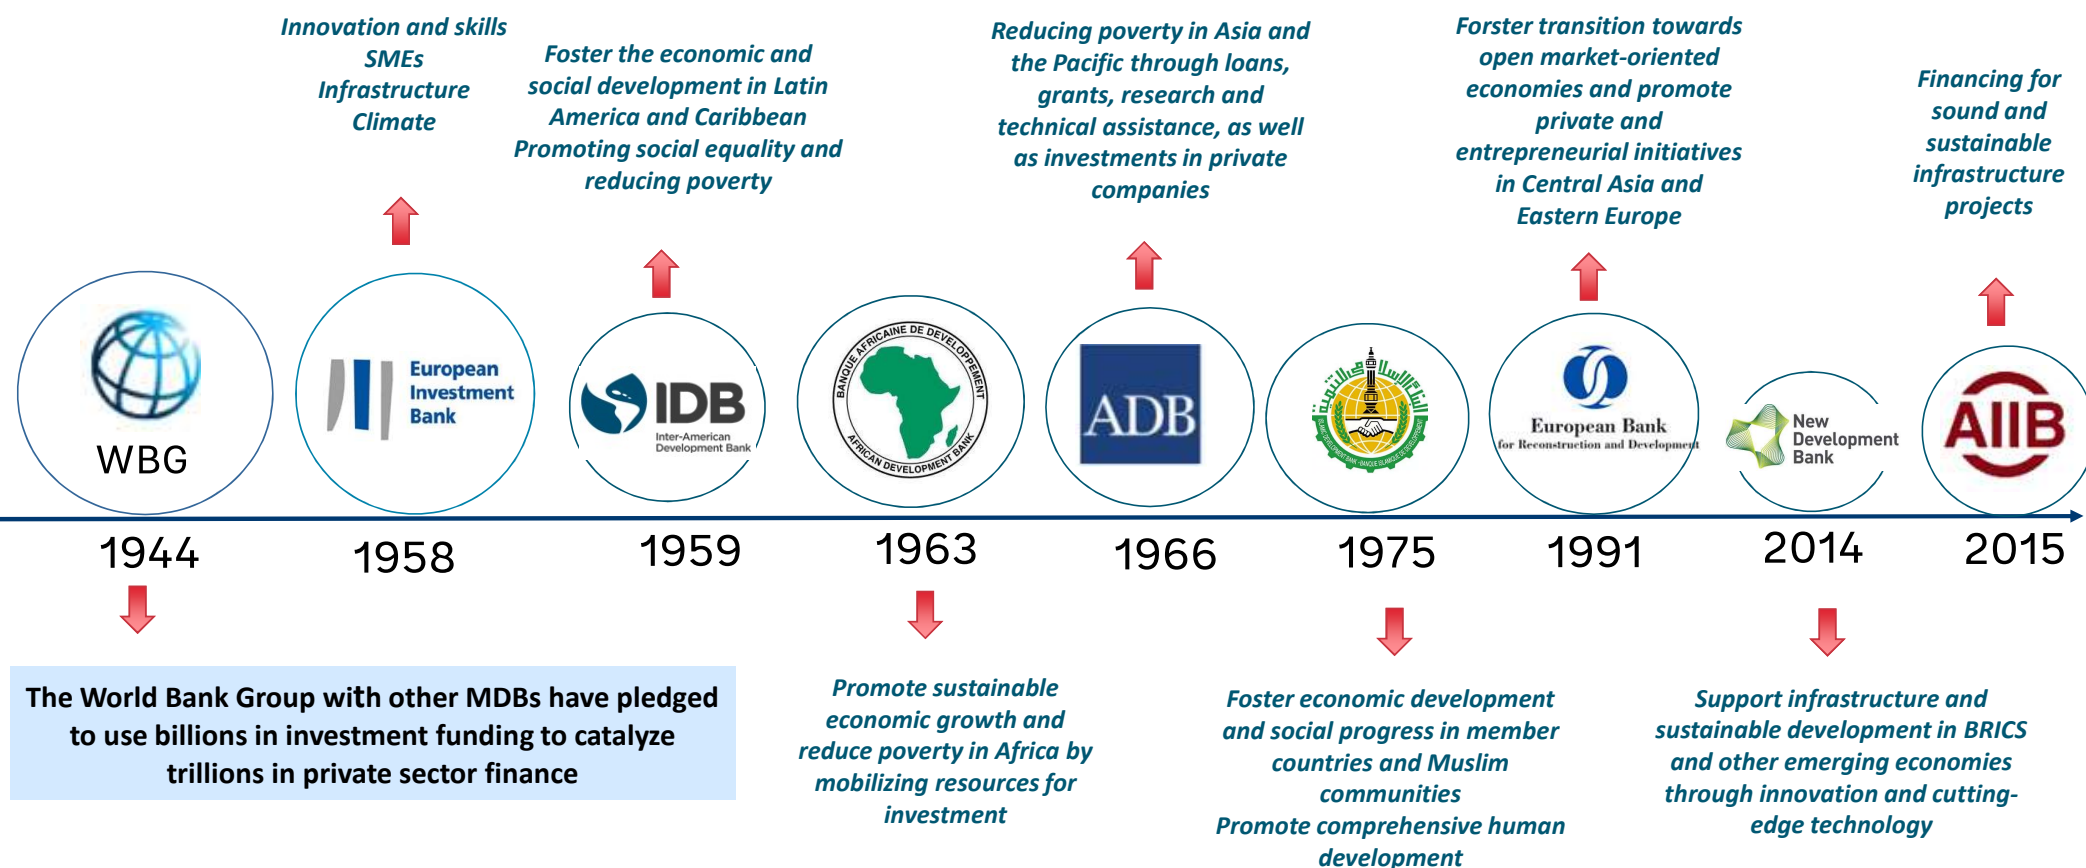 Innovation and skills
SMEs
Infrastructure
Climate
Foster the economic and
social development in Latin
America and Caribbean
Promoting social equality and
reducing poverty
Reducing poverty in Asia and
the Pacific through loans,
grants, research and
technical assistance, as well
as investments in private
companies
Forster transition towards
open market-oriented
economies and promote
private and
entrepreneurial initiatives
in Central Asia and
Eastern Europe
Financing for
sound and
sustainable
infrastructure
projects
WBG
European
Investment
Bank
IDB
Inter-American
Development Bank
BANQUE AFRICAINE DE DEVELOPPEMENT
AFRICAN DEVELOPMENT BANK
ADB
ISLAMIC DEVELOPMENT BANK - BANQUE ISLAMIQUE DE DEVELOPPEMENT
European Bank
for Reconstruction and Development
New
Development
Bank
AIIB
1944
1958
1959
1963
1966
1975
1991
2014
2015
The World Bank Group with other MDBs have pledged
to use billions in investment funding to catalyze
trillions in private sector finance
Promote sustainable
economic growth and
reduce poverty in Africa by
mobilizing resources for
investment
Foster economic development
and social progress in member
countries and Muslim
communities
Promote comprehensive human
development
Support infrastructure and
sustainable development in BRICS
and other emerging economies
through innovation and cutting-
edge technology